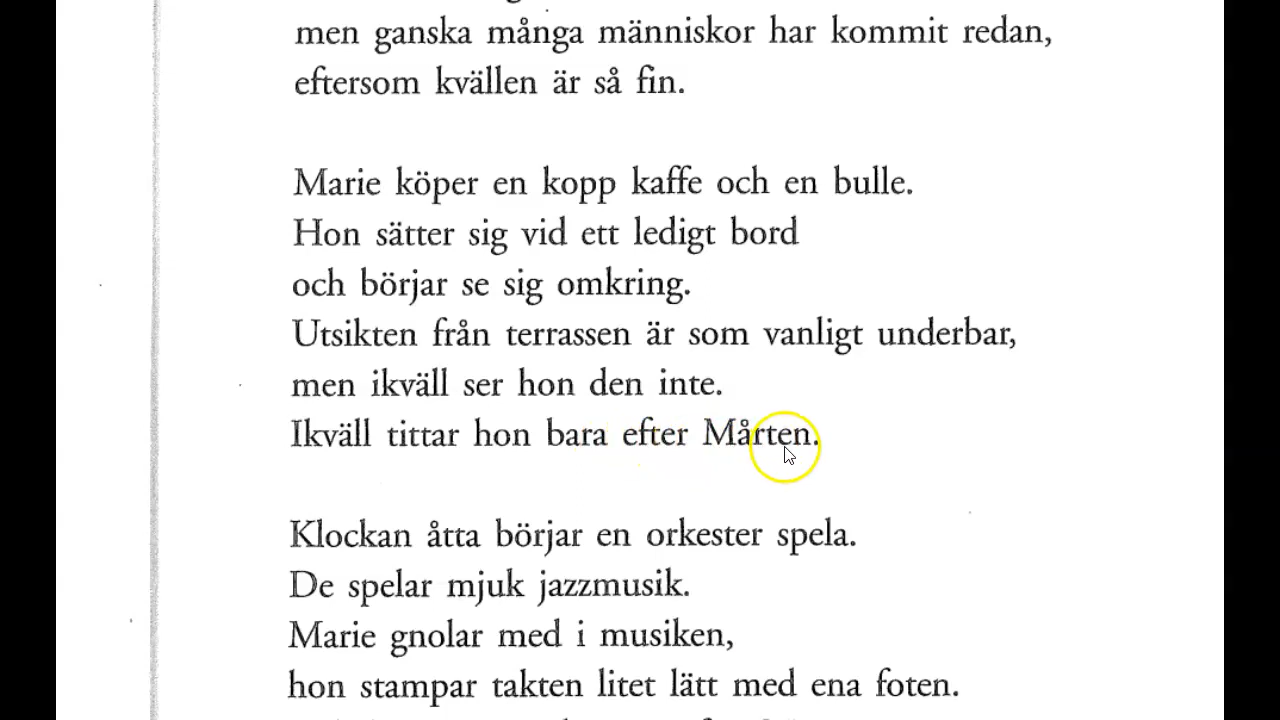 men ganska många människor har kommit redan,
eftersom kvällen är så fin.
Marie köper en kopp kaffe och en bulle.
Hon sätter sig vid ett ledigt bord
och börjar se sig omkring.
Utsikten från terrassen är som vanligt underbar,
men ikväll ser hon den inte.
Ikväll tittar hon bara efter Mårten.
Klockan åtta börjar en orkester spela.
De spelar mjuk jazzmusik.
Marie gnolar med i musiken,
hon stampar takten litet lätt med ena foten.